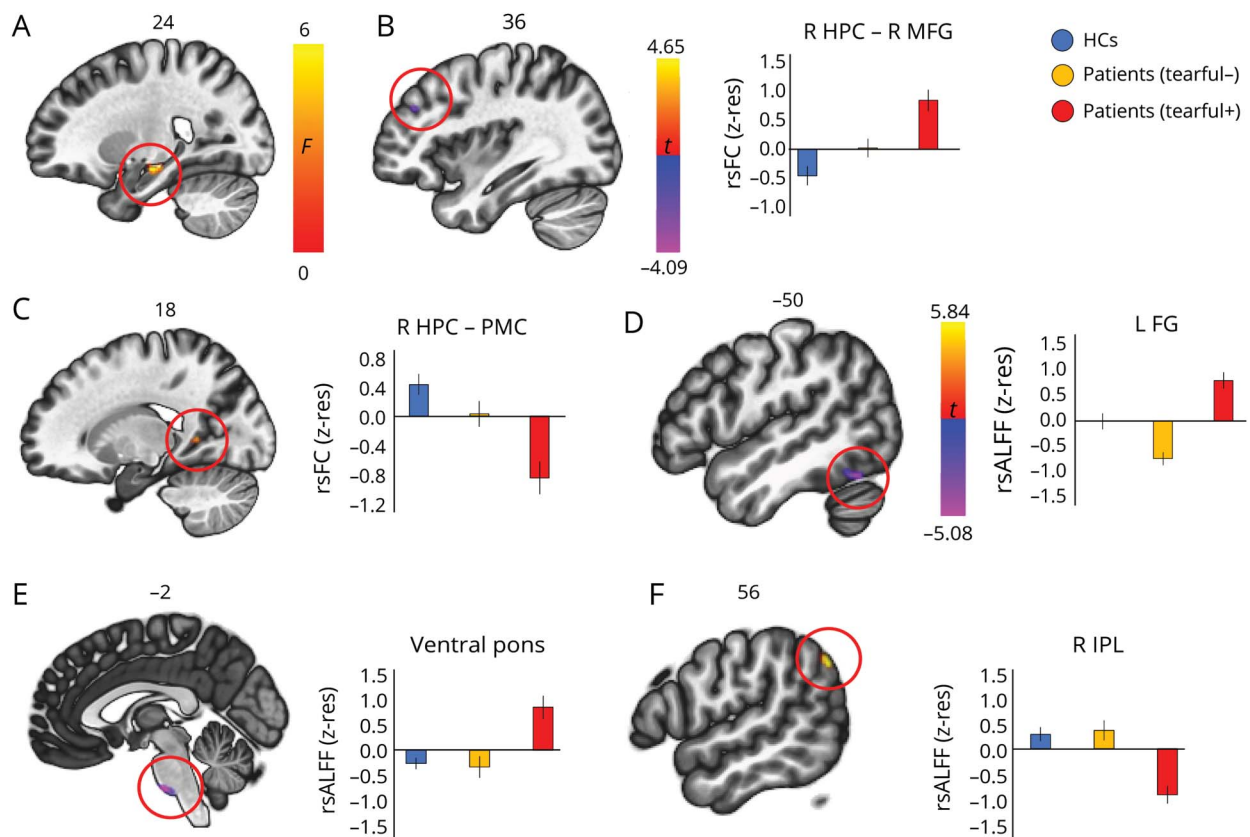 A
24
6
F
0
B
36
4.65
t
–4.09
R HPC – R MFG
rsFC (z-res)
1.5
1.0
0.5
0.0
–0.5
–1.0
HCs
Patients (tearful–)
Patients (tearful+)
C
18
R HPC – PMC
rsFC (z-res)
0.8
0.4
0.0
–0.4
–0.8
–1.2
D
–50
5.84
t
–5.08
L FG
rsALFF (z-res)
1.5
1.0
0.5
0.0
–0.5
–1.0
–1.5
E
–2
Ventral pons
rsALFF (z-res)
1.5
1.0
0.5
0.0
–0.5
–1.0
–1.5
F
56
R IPL
rsALFF (z-res)
1.5
1.0
0.5
0.0
–0.5
–1.0
–1.5